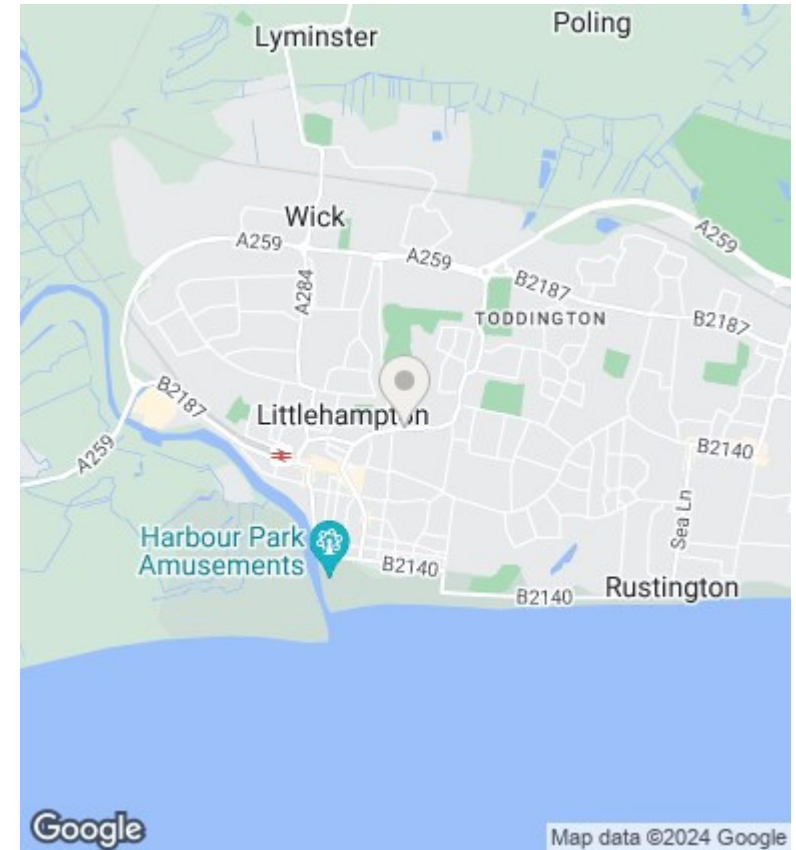 Poling
Lyminster
Wick
A259
A259
A259
A284
B2187
TODDINGTON
B2187
Littlehampton
B2187
A259
B2140
Sea Ln
Harbour Park
Amusements
B2140
B2140
Rustington
Google
Map data ©2024 Google